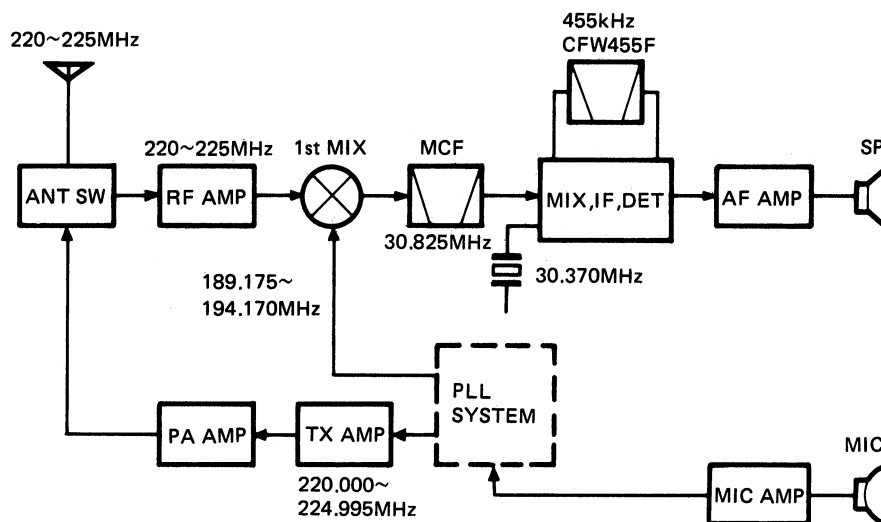 455kHz
CFW455F
220~225MHz
220~225MHz
1st MIX
MCF
SP
ANT SW
RF AMP
MIX,IF,DET
AF AMP
30.825MHz
30.370MHz
189.175~
194.170MHz
PLL
SYSTEM
PA AMP
TX AMP
MIC
220.000~
224.995MHz
MIC AMP